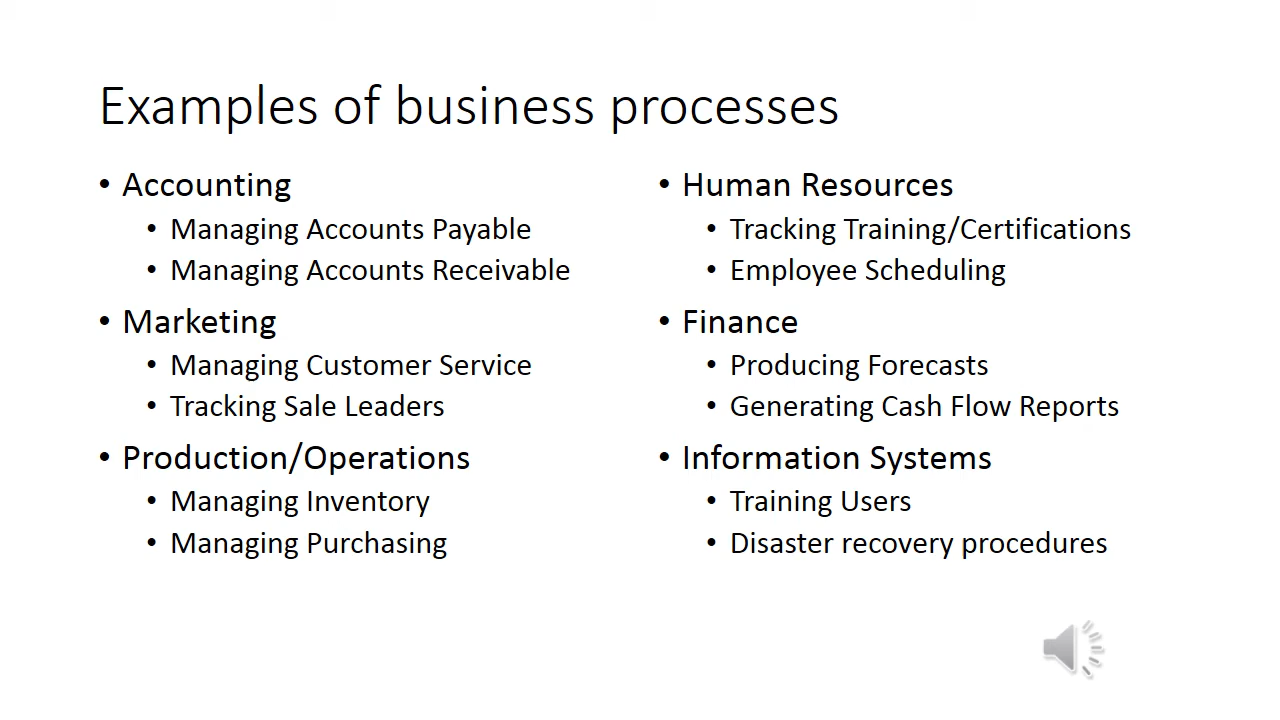 Examples of business processes
• Accounting
• Managing Accounts Payable
• Managing Accounts Receivable
• Marketing
• Managing Customer Service
• Tracking Sale Leaders
• Production/Operations
• Managing Inventory
• Managing Purchasing
• Human Resources
• Tracking Training/Certifications
• Employee Scheduling
• Finance
• Producing Forecasts
• Generating Cash Flow Reports
• Information Systems
• Training Users
• Disaster recovery procedures